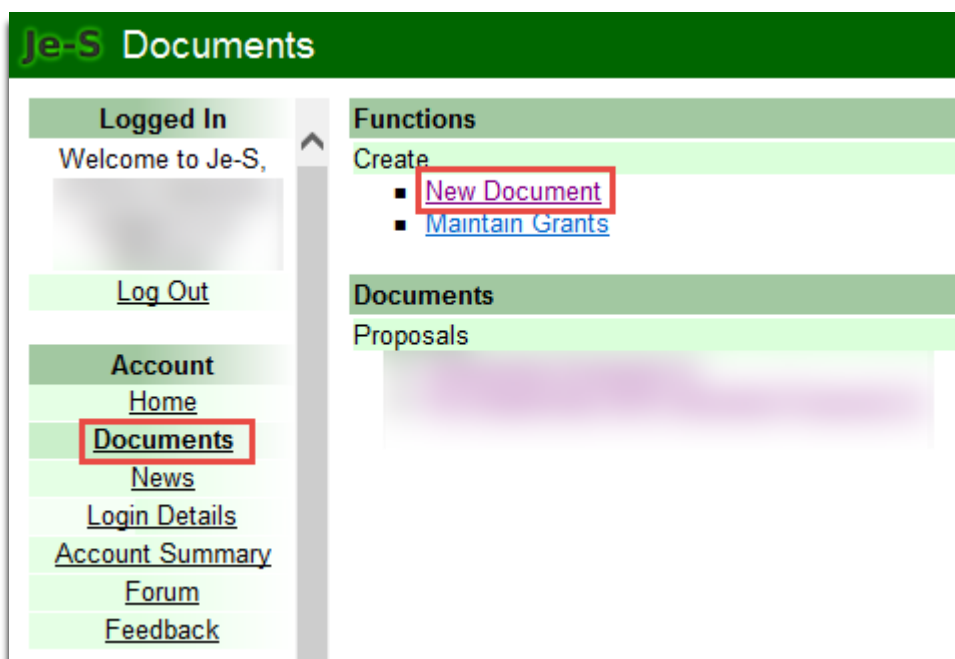 Je-S Documents
Logged In
Welcome to Je-S,
Log Out
Account
Home
Documents
News
Login Details
Account Summary
Forum
Feedback
Functions
Create
New Document
Maintain Grants
Documents
Proposals